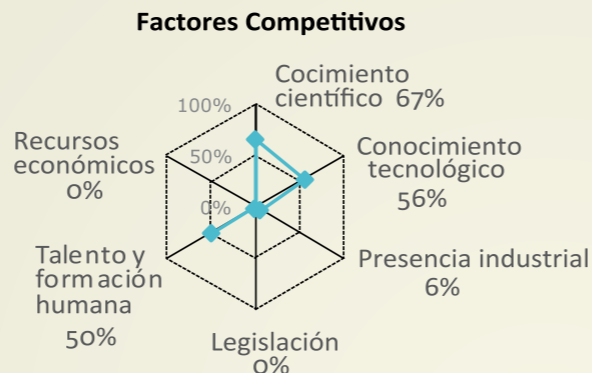 Factores Competitivos
Cocimiento
científico 67%
100%
Conocimiento
tecnológico
56%
Recursos
económicos
0%
50%
0%
Talento y
formación
humana
50%
Presencia industrial
6%
Legislación
0%